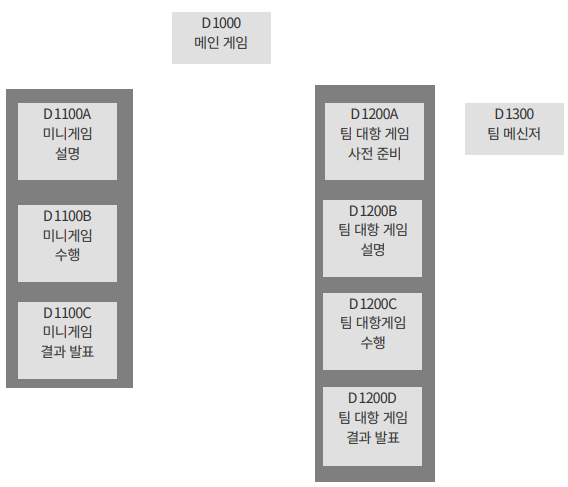 D1000
메인 게임
D1100A
미니게임
설명
D1100B
미니게임
수행
D1100C
미니게임
결과 발표
D1200A
팀 대항 게임
사전 준비
D1200B
팀 대항 게임
설명
D1200C
팀 대항게임
수행
D1200D
팀 대항 게임
결과 발표
D1300
팀 메신저